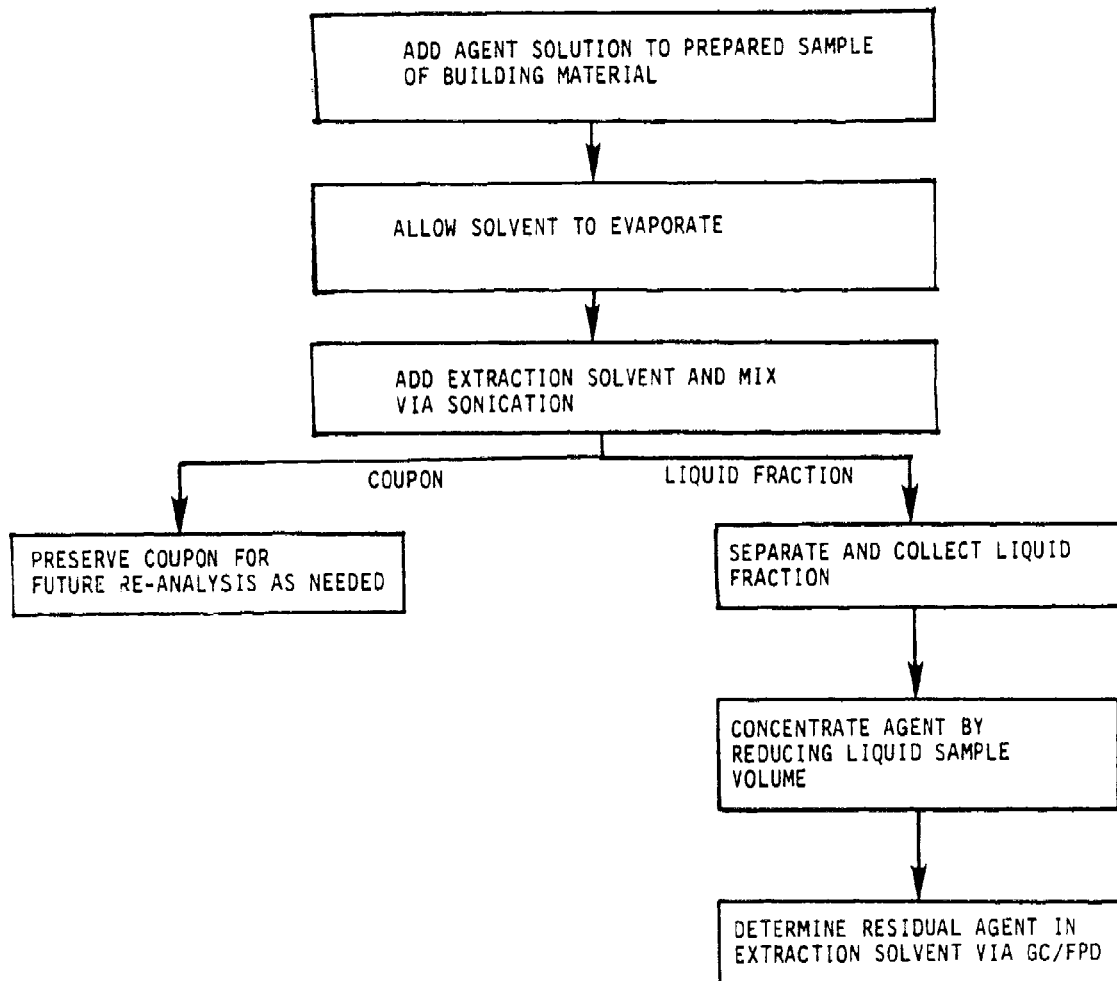 ADD AGENT SOLUTION TO PREPARED SAMPLE
OF BUILDING MATERIAL
ALLOW SOLVENT TO EVAPORATE
ADD EXTRACTION SOLVENT AND MIX
VIA SONICATION
COUPON
LIQUID FRACTION
PRESERVE COUPON FOR
FUTURE RE-ANALYSIS AS NEEDED
SEPARATE AND COLLECT LIQUID
FRACTION
CONCENTRATE AGENT BY
REDUCING LIQUID SAMPLE
VOLUME
DETERMINE RESIDUAL AGENT IN
EXTRACTION SOLVENT VIA GC/FPD